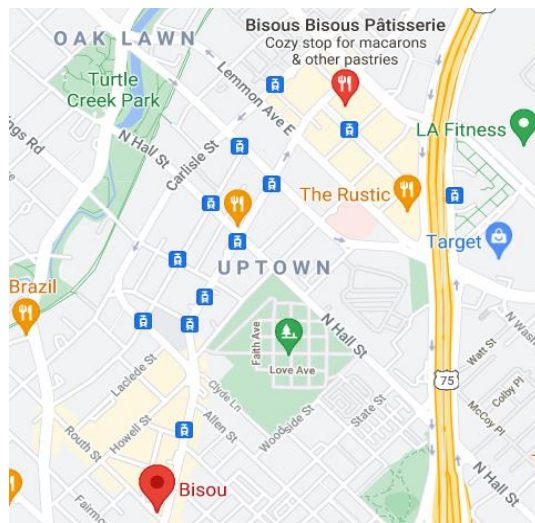 Bisous Bisous Pâtisserie
Cozy stop for macarons
& other pastries
OAK LAWN
Turtle
Creek Park
Lemmon Ave E
N Hall St
Carlisle St
LA Fitness
The Rustic
Target
UPTOWN
Brazil
Faith Ave
Love Ave
N Hall St
75
Watt St
Colby Pl
McCoy Pl
Laclede St
Clyde Ln
Allen St
State St
Woodside St
Howell St
Routh St
N Hall St
Bisou